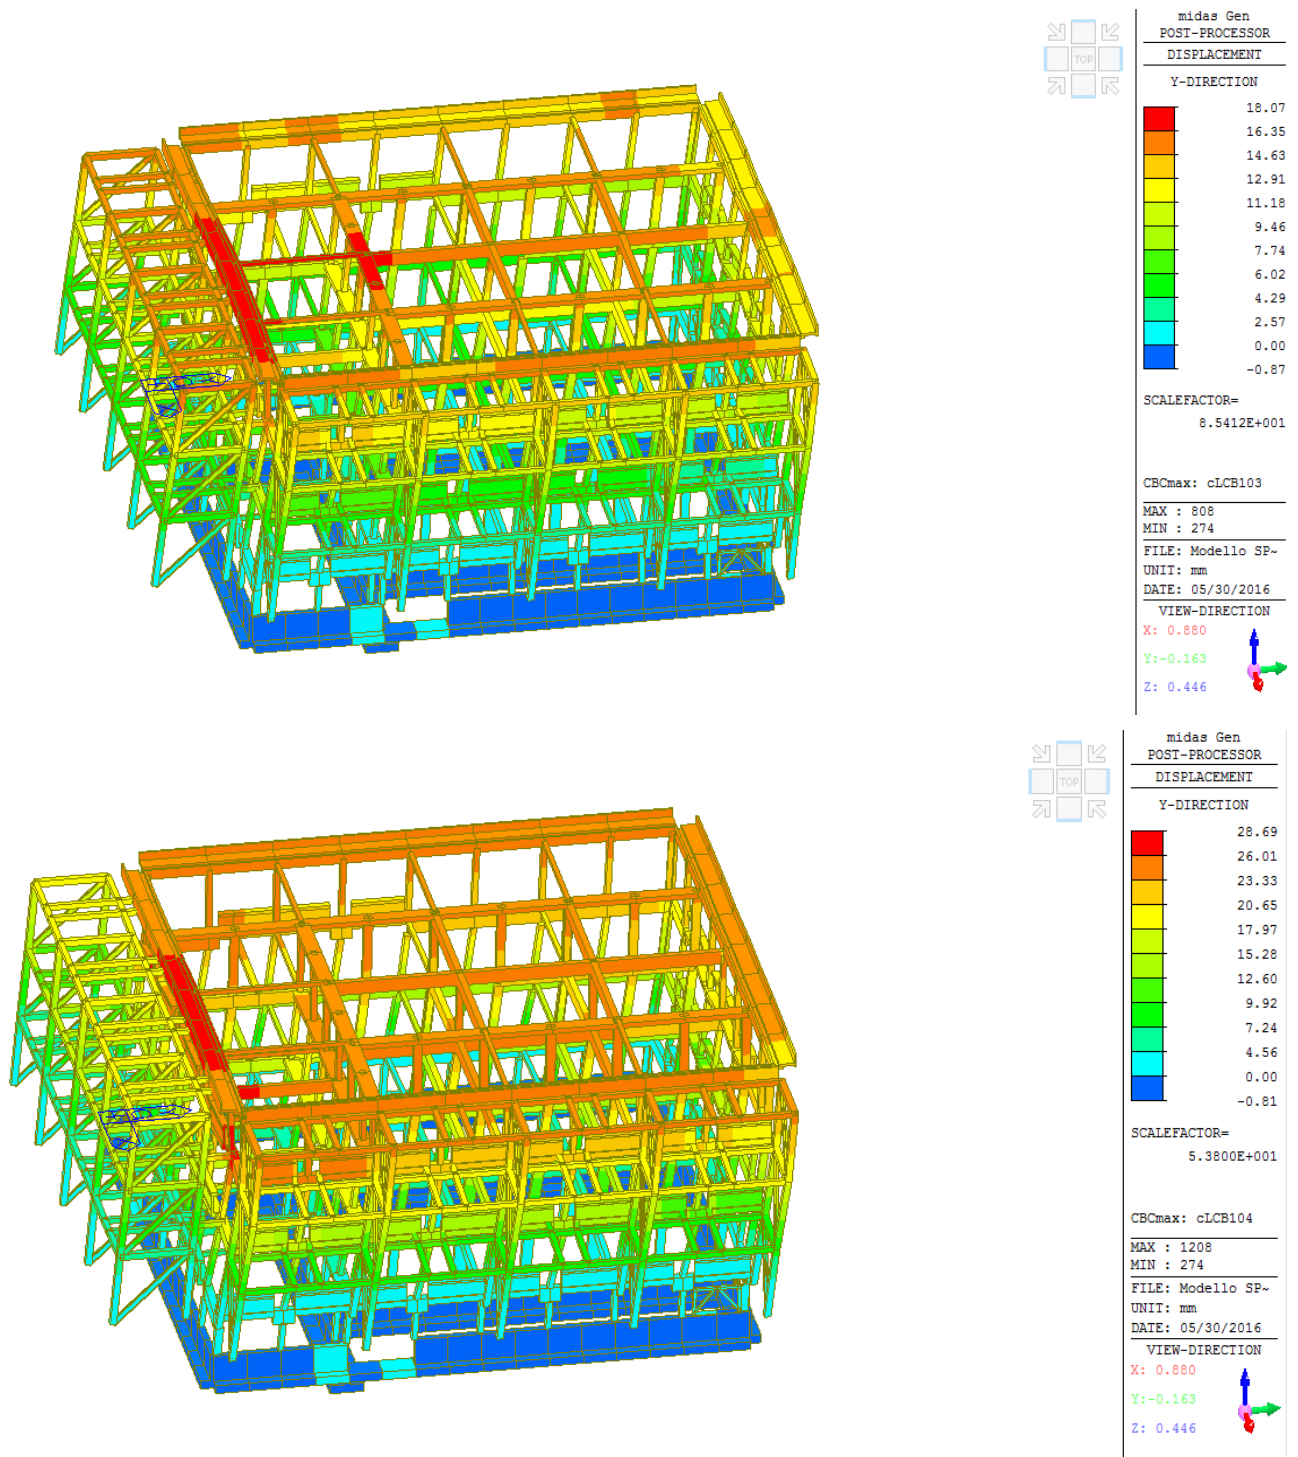 midas Gen
POST-PROCESSOR
DISPLACEMENT
Y-DIRECTION
TOP
18.07
16.35
14.63
12.91
11.18
9.46
7.74
6.02
4.29
2.57
0.00
-0.87
SCALEFACTOR=
8.5412E+001
CBCmax: cLCB103
MAX : 808
MIN : 274
FILE: Modello SP~
UNIT: mm
DATE: 05/30/2016
VIEW-DIRECTION
X: 0.880
Y:-0.163
Z: 0.446
midas Gen
POST-PROCESSOR
DISPLACEMENT
Y-DIRECTION
TOP
28.69
26.01
23.33
20.65
17.97
15.28
12.60
9.92
7.24
4.56
0.00
-0.81
SCALEFACTOR=
5.3800E+001
CBCmax: cLCB104
MAX : 1208
MIN : 274
FILE: Modello SP~
UNIT: mm
DATE: 05/30/2016
VIEW-DIRECTION
X: 0.880
Y:-0.163
Z: 0.446